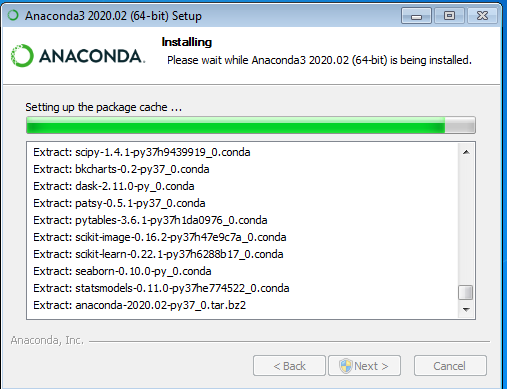 Anaconda3 2020.02 (64-bit) Setup
ANACONDA.
Installing
Please wait while Anaconda3 2020.02 (64-bit) is being installed.
Setting up the package cache ...
Extract: scipy-1.4.1-py37h9439919_0.conda
Extract: bkcharts-0.2-py37_0.conda
Extract: dask-2.11.0-py_0.conda
Extract: patsy-0.5.1-py37_0.conda
Extract: pytables-3.6.1-py37h1da0976_0.conda
Extract: scikit-image-0.16.2-py37h47e9c7a_0.conda
Extract: scikit-learn-0.22.1-py37h6288b17_0.conda
Extract: seaborn-0.10.0-py_0.conda
Extract: statsmodels-0.11.0-py37he774522_0.conda
Extract: anaconda-2020.02-py37_0.tar.bz2
Anaconda, Inc.
< Back
Next >
Cancel